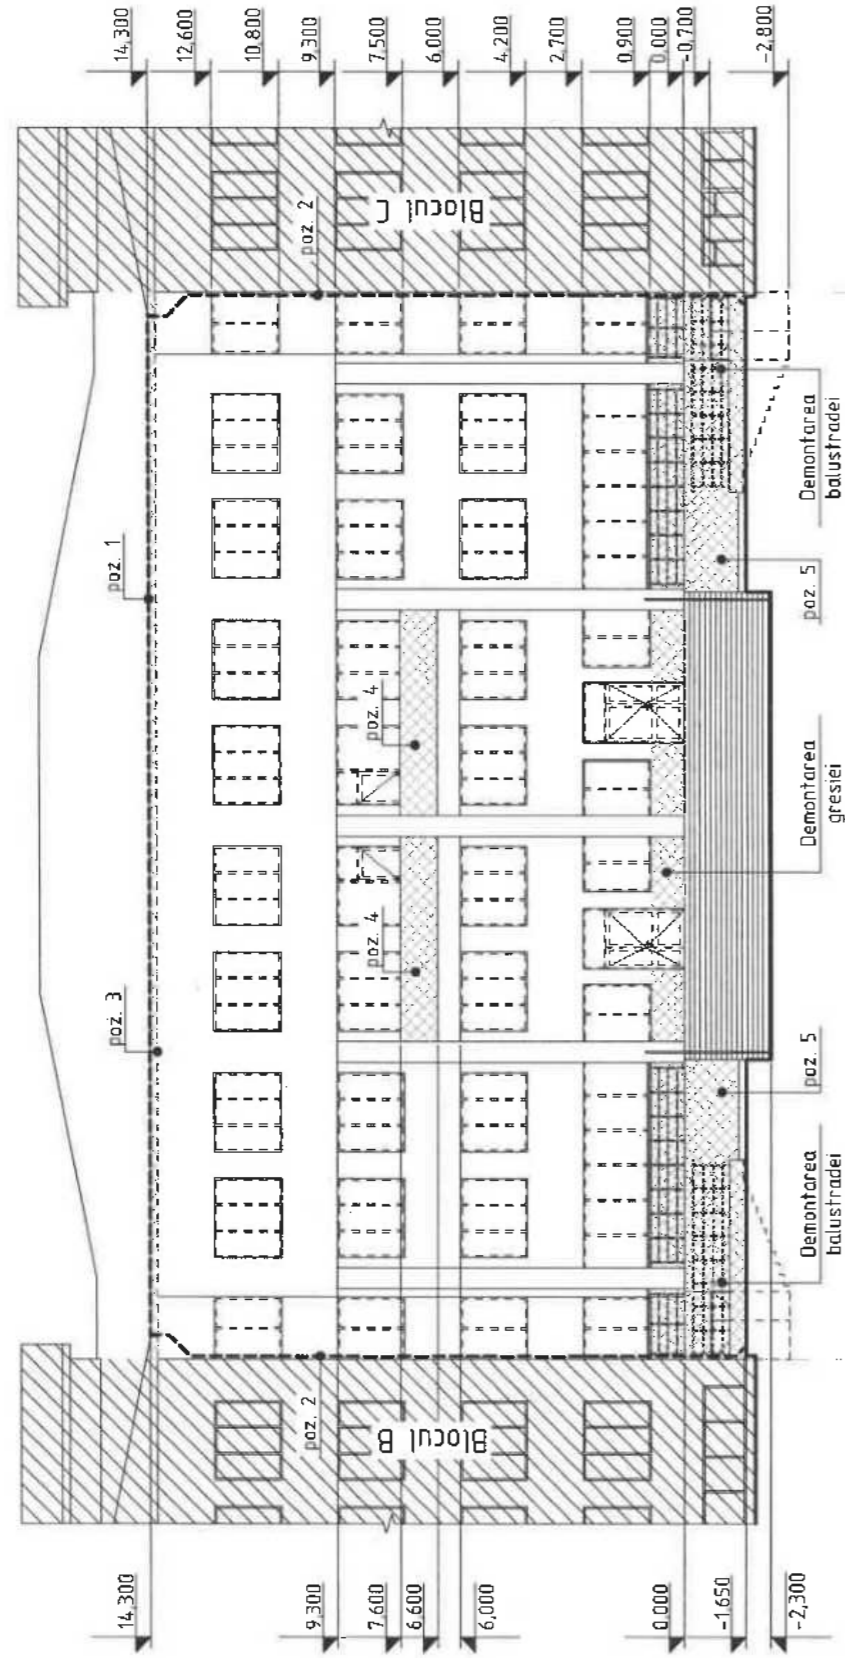 14,300
9,300
7,600
6,600
6,000
0.000
-1,650
-2,300
Blocul B
poz. 2
poz. 3
poz. 1
poz. 4
poz. 4
poz. 5
poz. 5
Demontarea
balustradei
Demontarea
gresiei
Demontarea
balustradei
poz. 2
Blocul C
14,300
12,600
10,800
9,300
7,500
6,000
4,200
2,700
0,900
0.000
-0,700
-2,800